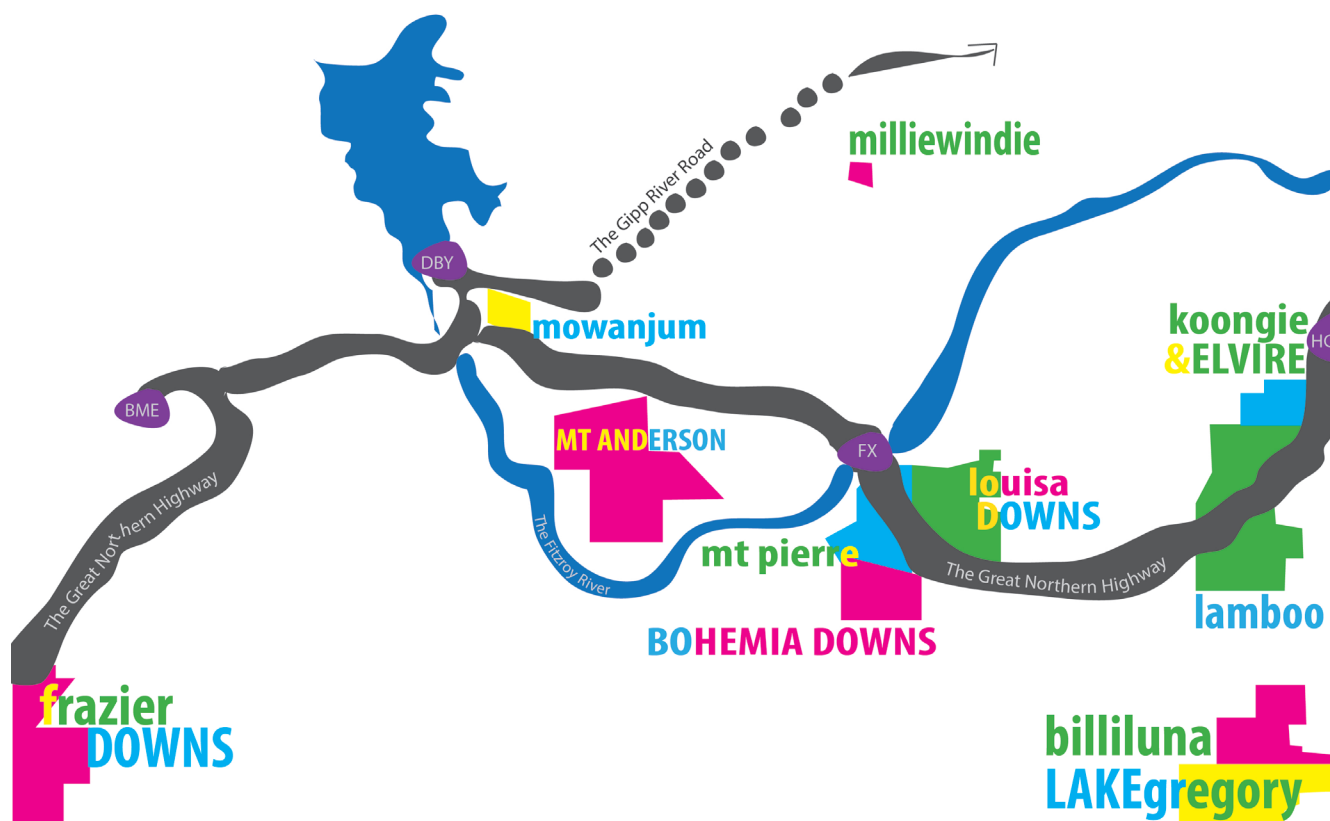 milliewindie
The Gipp River Road
DBY
mowanjum
koongie
&ELVIRE
HC
BME
MT ANDERSON
FX
louisa
DOWNS
The Great Northern Highway
The Fitzroy River
mt pierre
The Great Northern Highway
lamboo
BOHEMIA DOWNS
frazier
DOWNS
billiluna
LAKEgregory